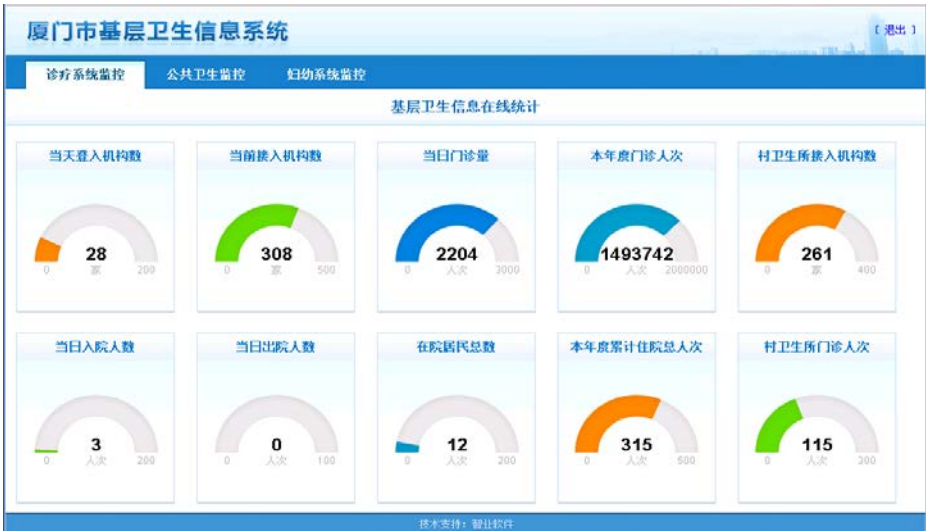 厦门市基层卫生信息系统
[ 退出 ]
诊疗系统监控 公共卫生监控 妇幼系统监控
基层卫生信息在线统计
当天登入机构数 当前接入机构数 当日门诊量 本年度门诊人次 村卫生所接入机构数
28 308 2204 1493742 261
0 家 200 0 家 500 0 人次 3000 0 人次 2000000 0 家 400
当日入院人数 当日出院人数 在院居民总数 本年度累计住院总人次 村卫生所门诊人次
3 0 12 315 115
0 人次 200 0 人次 100 0 人次 200 0 人次 500 0 人次 300
技术支持：智业软件